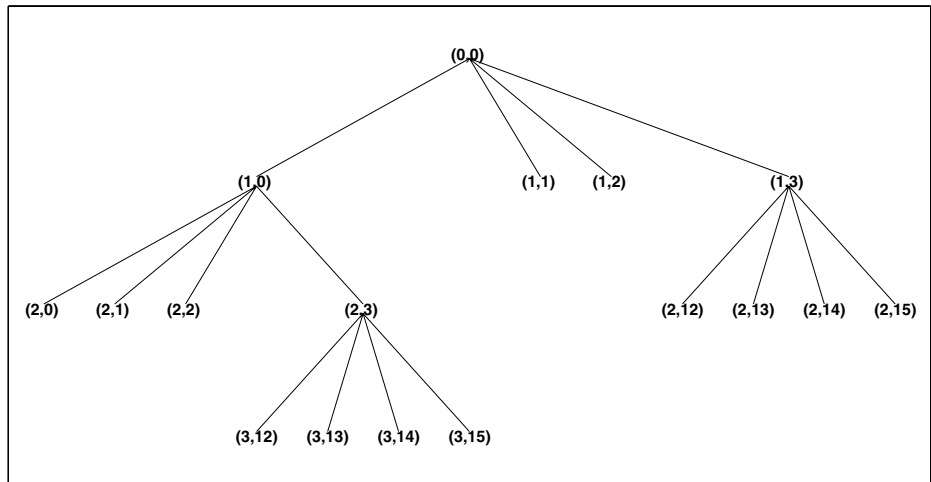 (0,0)
(1,0) (1,1) (1,2) (1,3)
(2,0) (2,1) (2,2) (2,3) (2,12) (2,13) (2,14) (2,15)
(3,12) (3,13) (3,14) (3,15)